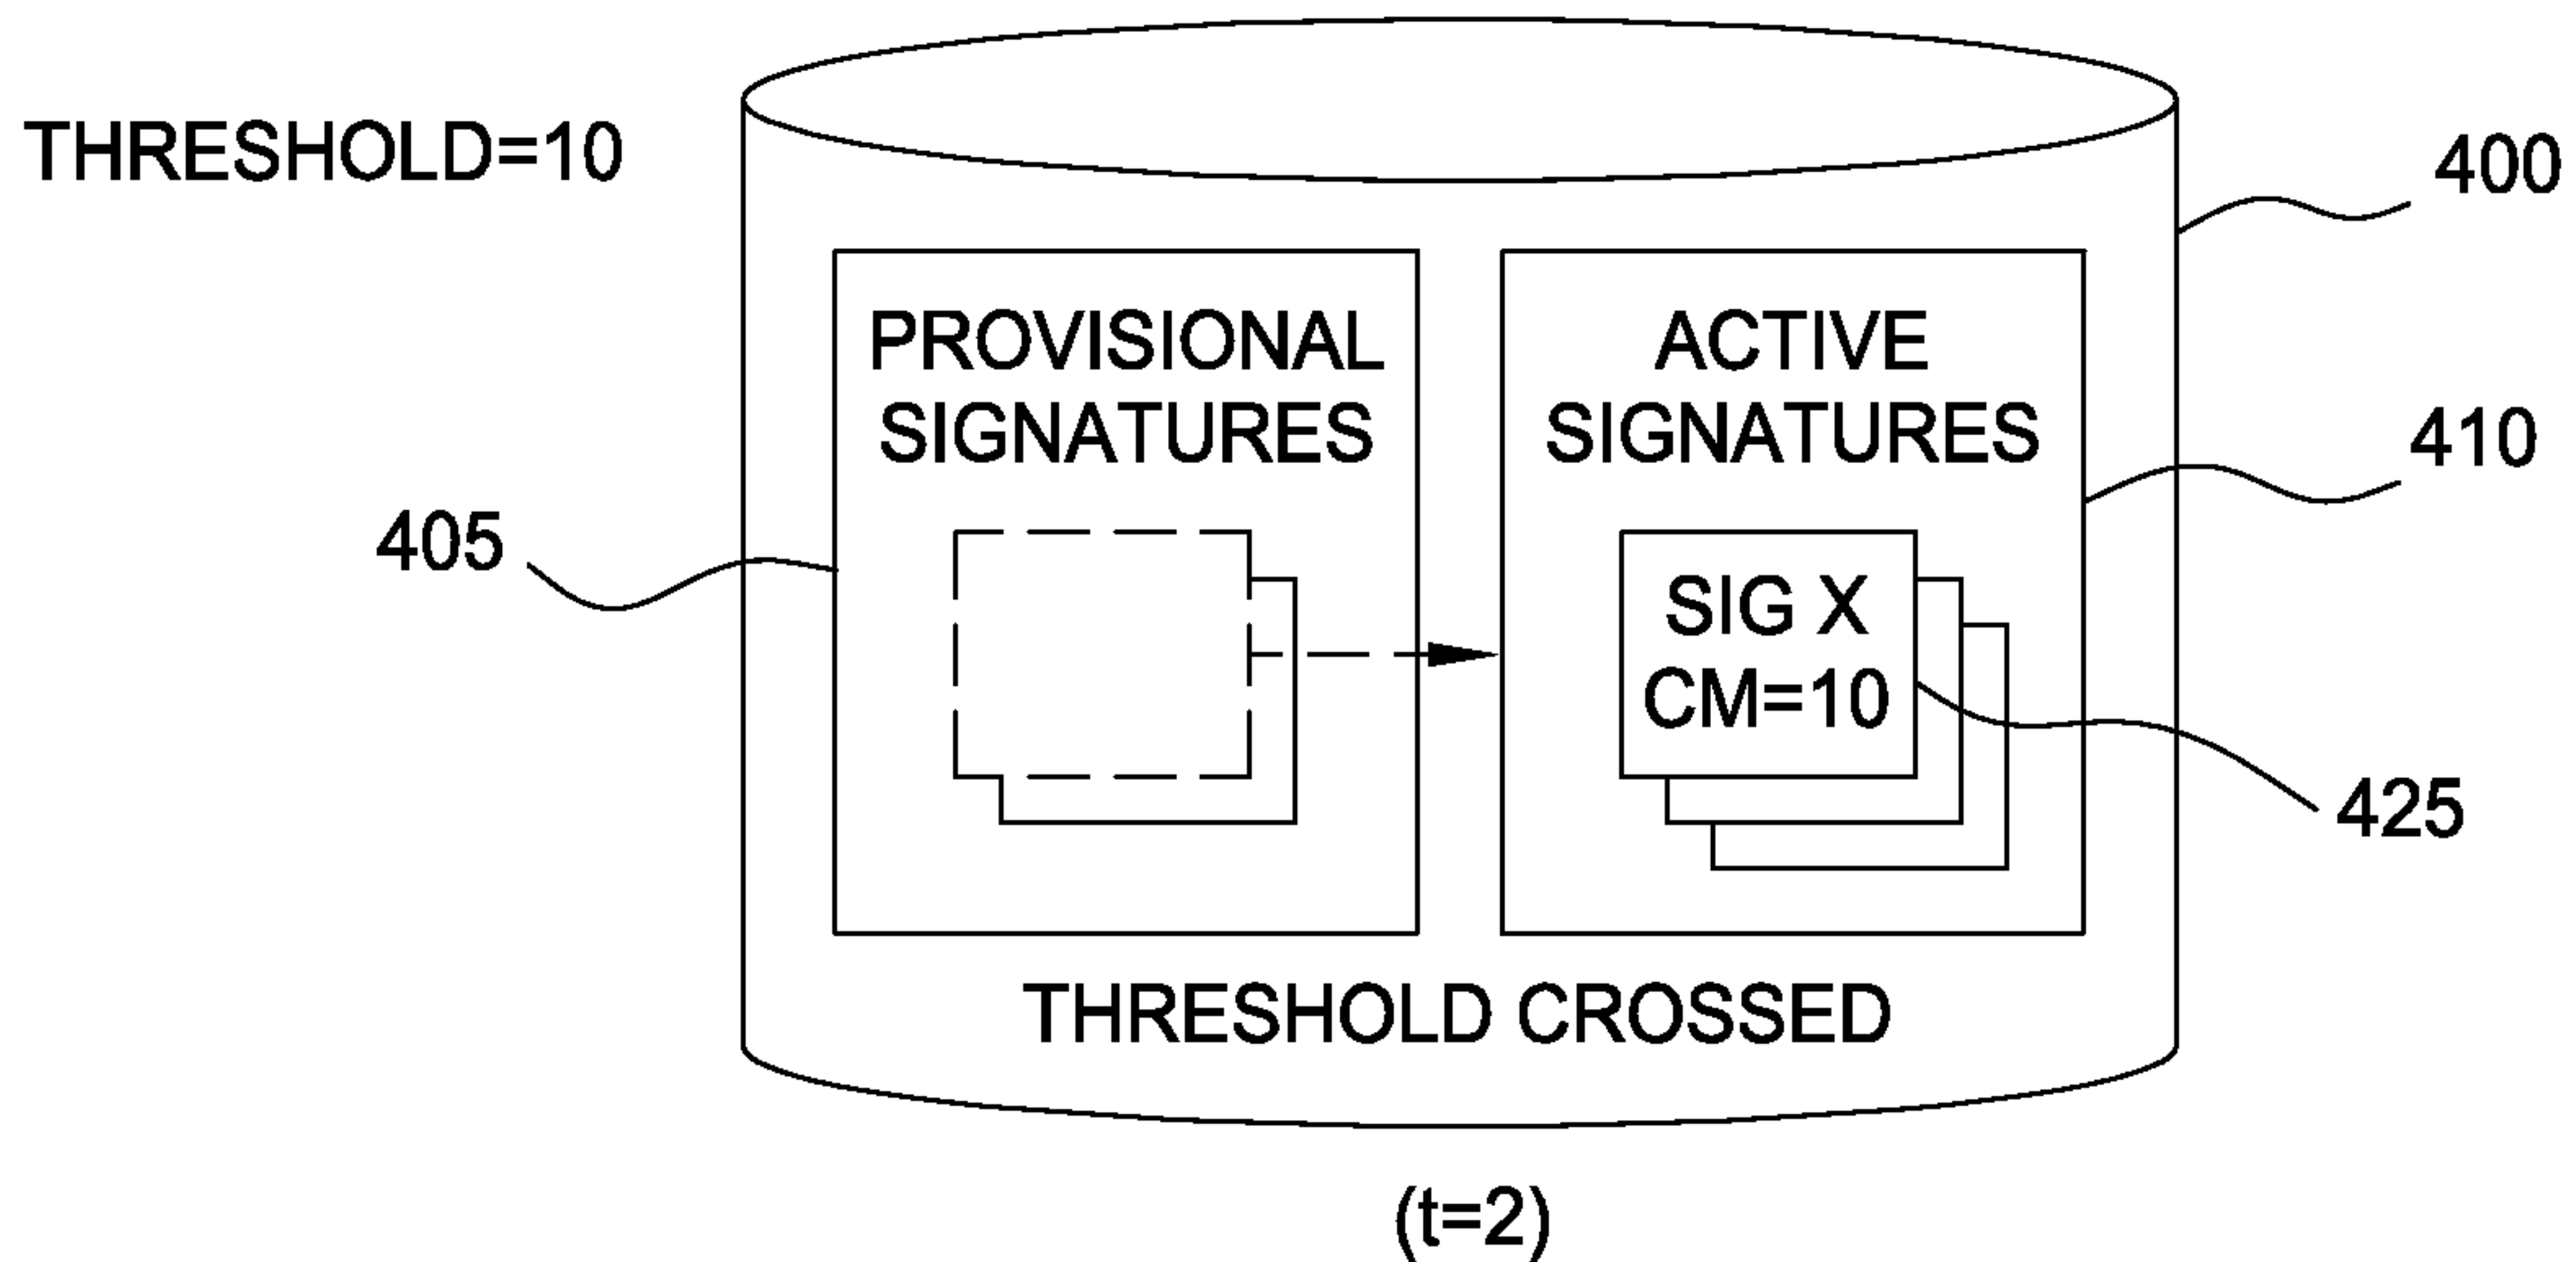 THRESHOLD=10
400
PROVISIONAL
SIGNATURES
ACTIVE
SIGNATURES
410
405
SIG X
CM=10
425
THRESHOLD CROSSED
(t=2)